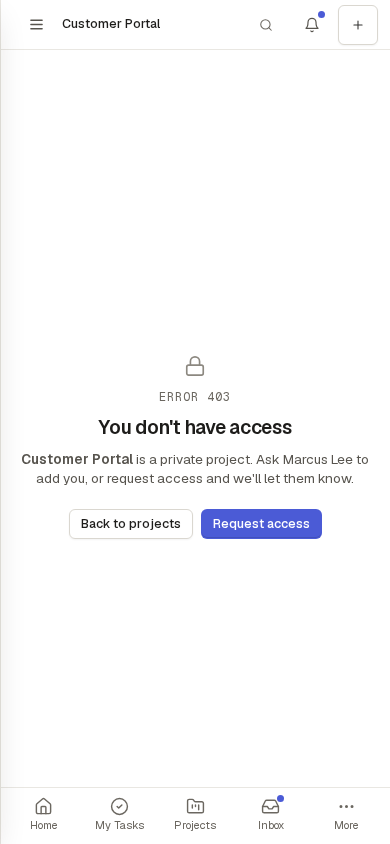 Customer Portal
ERROR 403
You don't have access
Customer Portal is a private project. Ask Marcus Lee to
add you, or request access and we'll let them know.
Back to projects
Request access
Home
My Tasks
Projects
Inbox
More